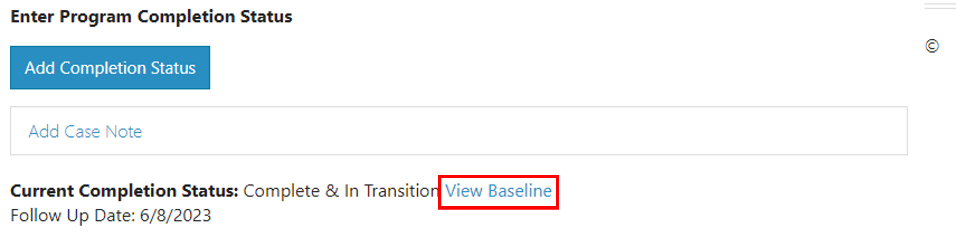 Enter Program Completion Status
©
Add Completion Status
Add Case Note
Current Completion Status: Complete & In Transition View Baseline
Follow Up Date: 6/8/2023